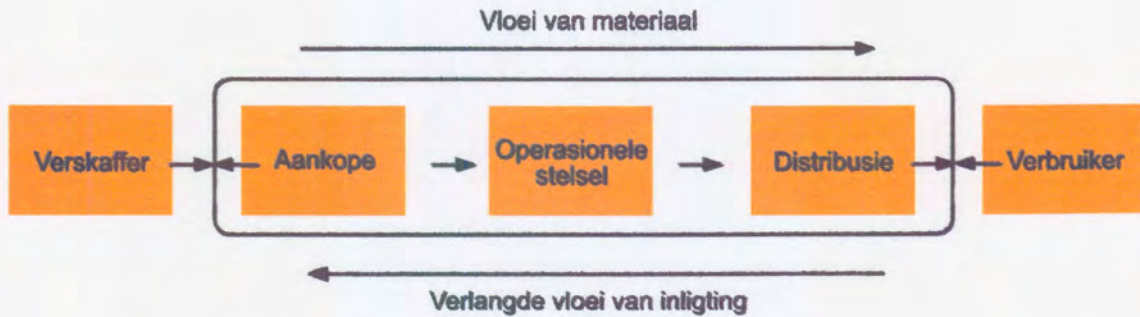 Vloei van materiaal
Verskaffer
Aankope
Operasionele
stelsel
Distribusie
Verbruiker
Verlangde vloei van inligting